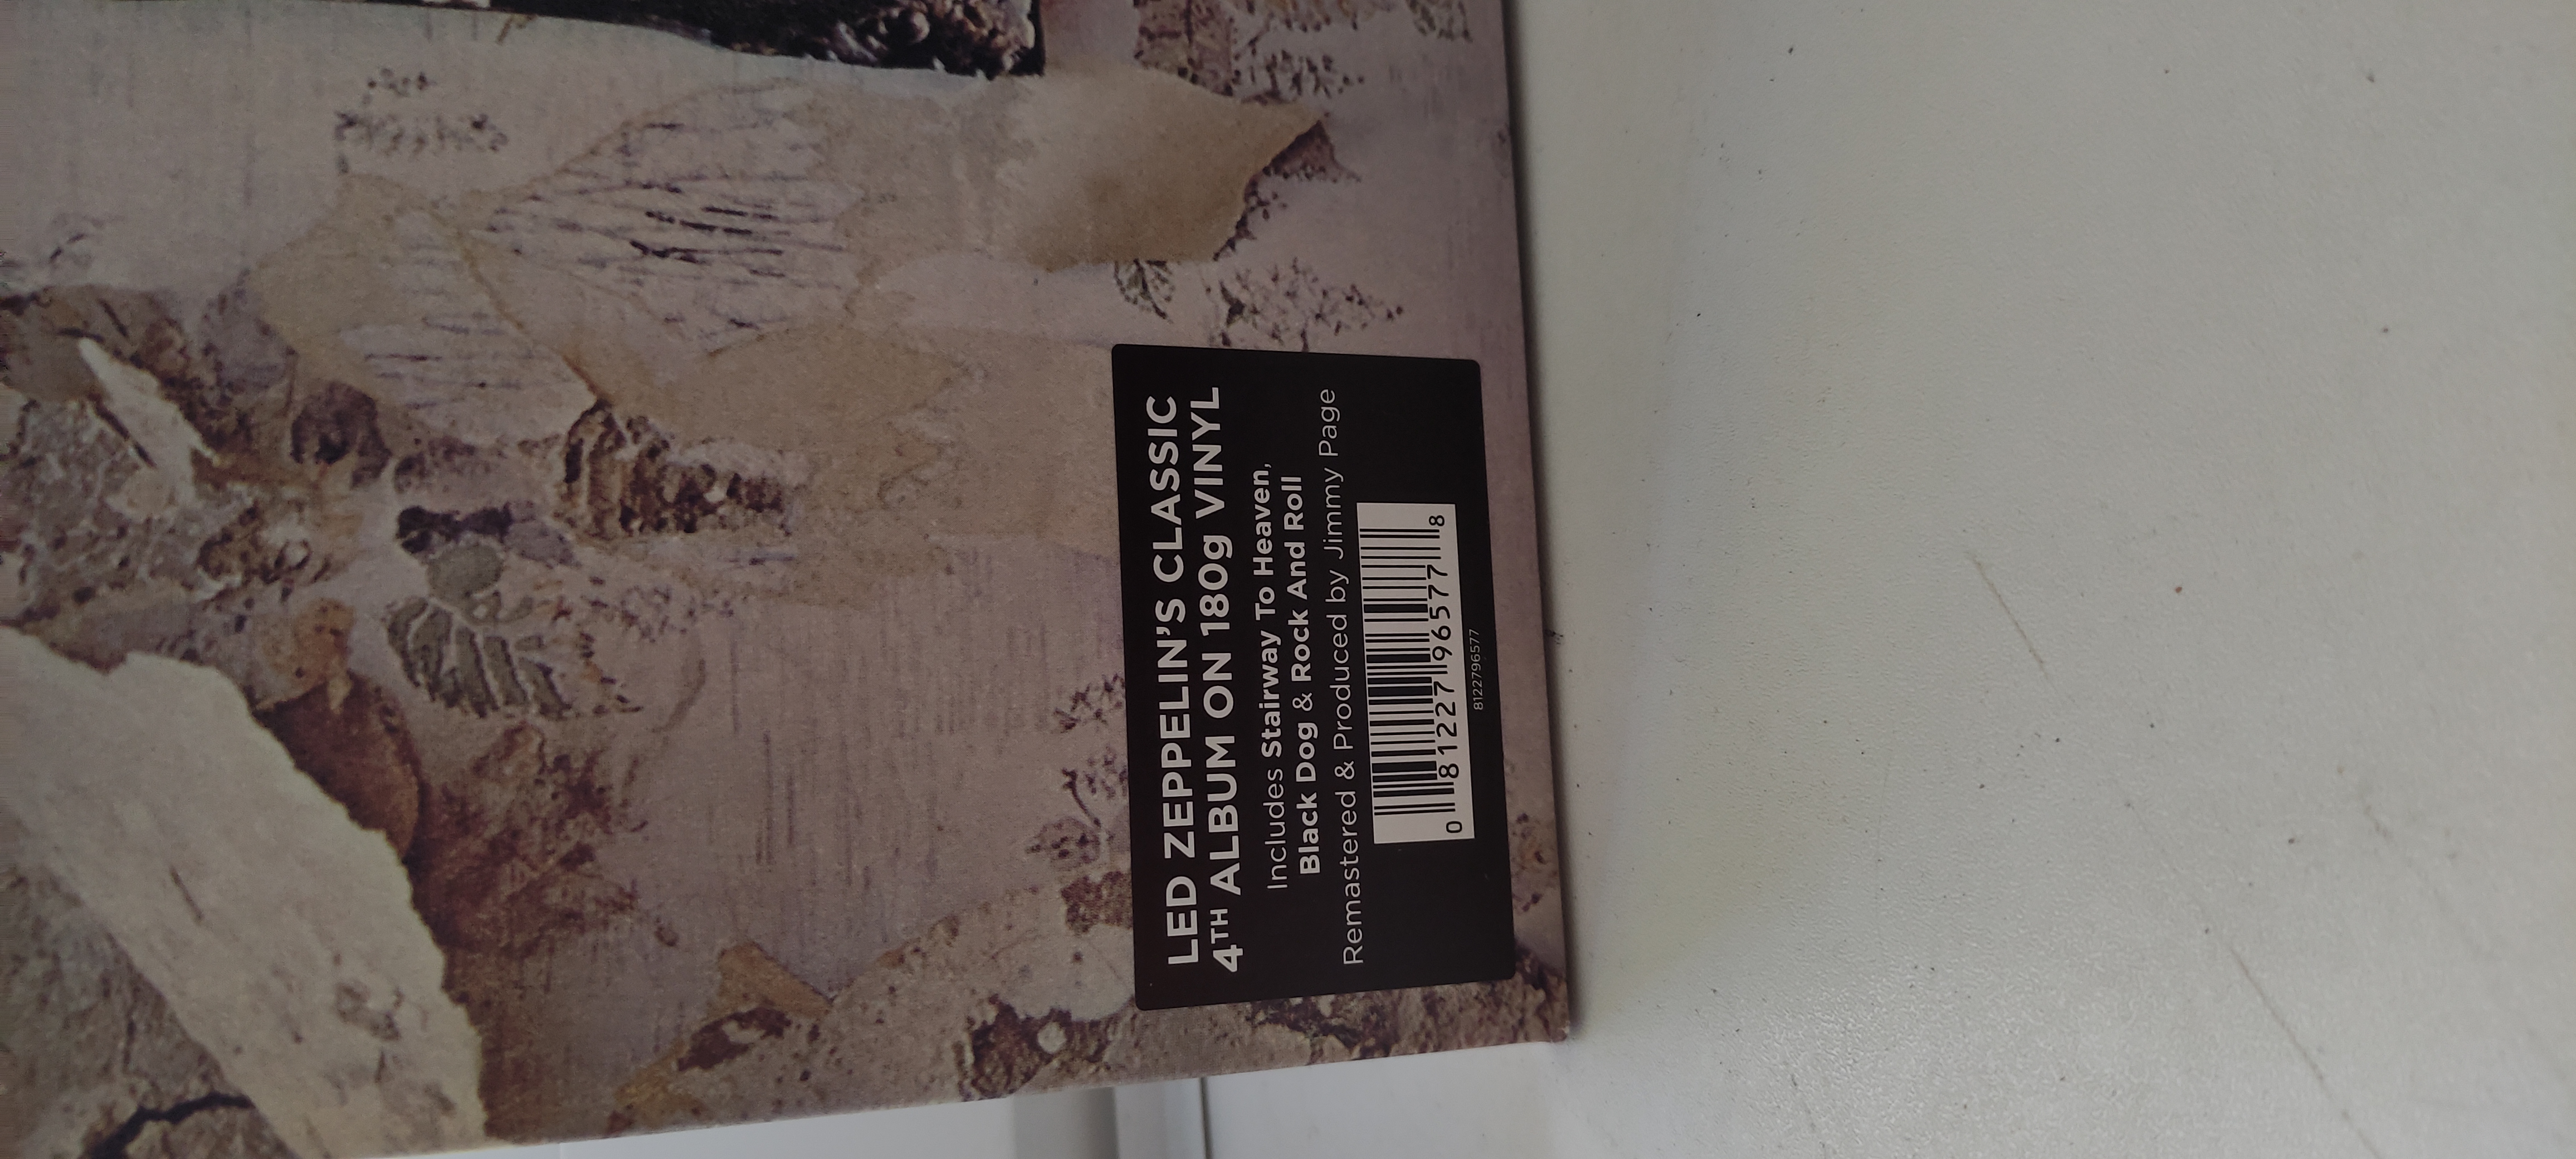 LED ZEPPELIN'S CLASSIC
4TH ALBUM ON 180g VINYL
Includes Stairway To Heaven,
Black Dog & Rock And Roll
Remastered & Produced by Jimmy Page
0 81227 96577 8
8122796577